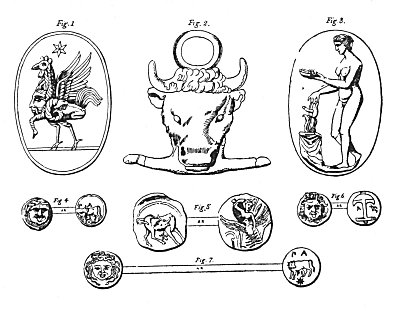 Fig. 1
Fig. 2.
Fig. 3.
Fig 4
Fig. 5.
Fig 6
Fig. 7.